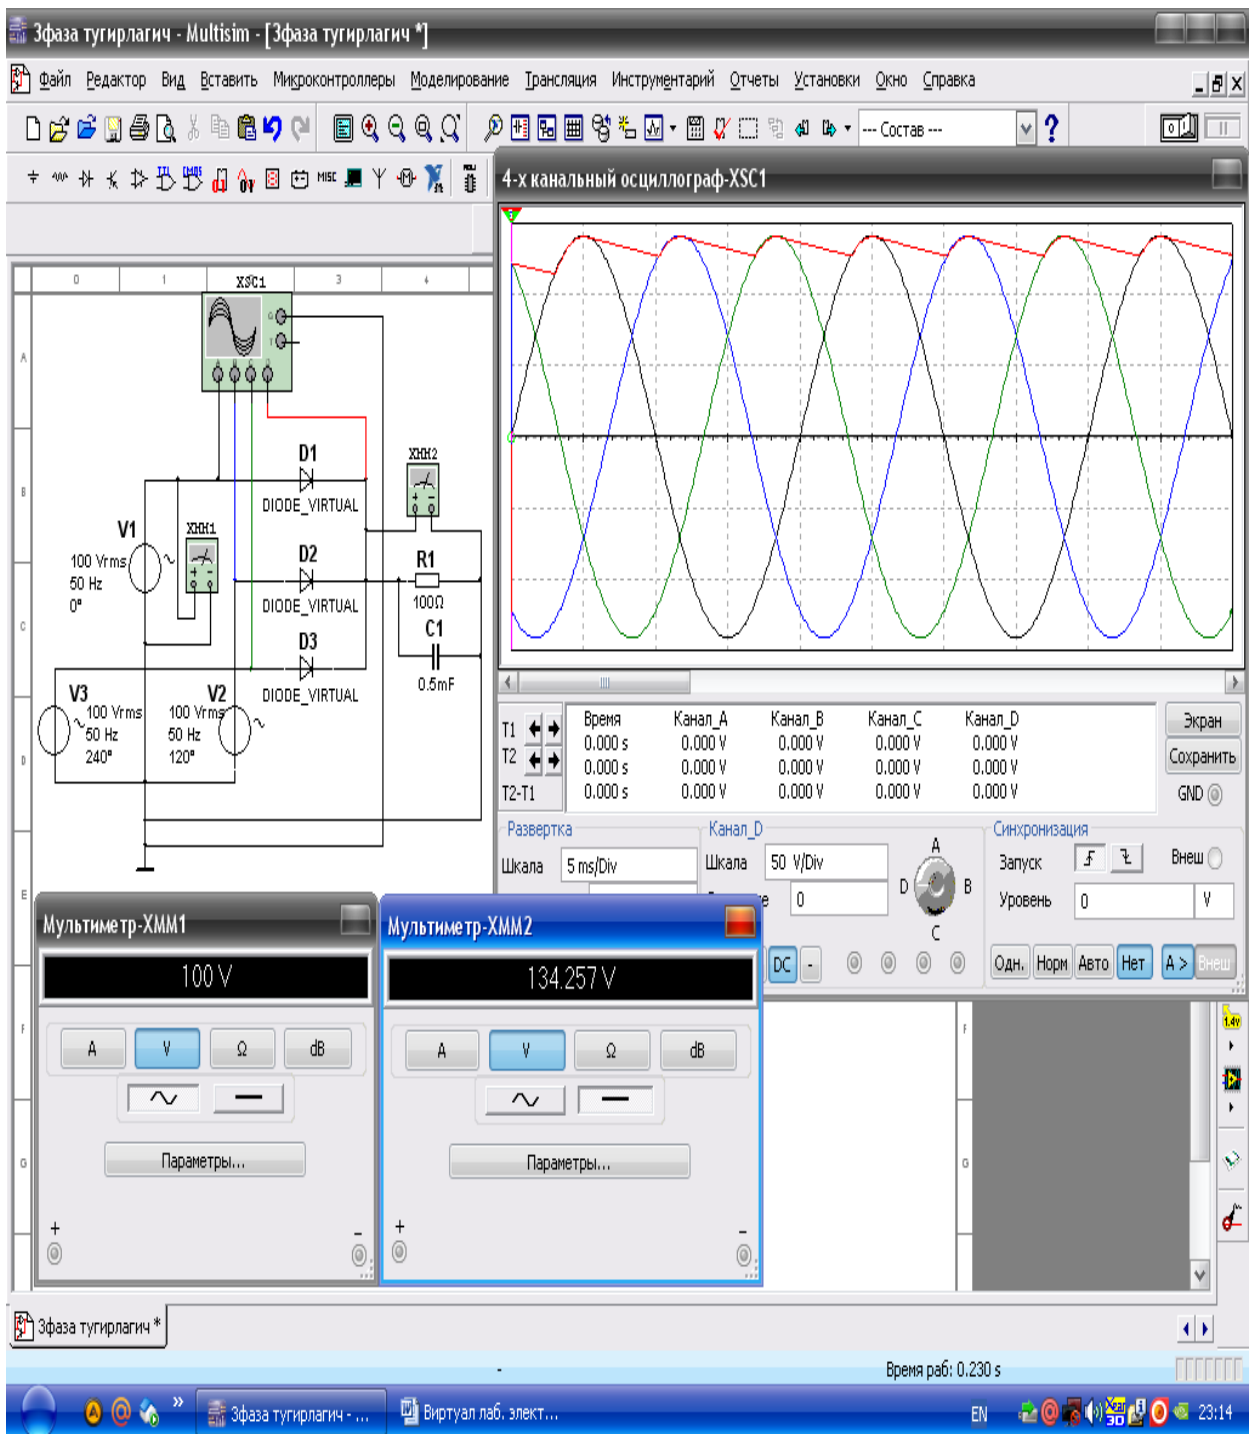 3фаза тугирлагич - Multisim - [3фаза тугирлагич *]
Файл Редактор Вид Вставить Микроконтроллеры Моделирование Трансляция Инструментарий Отчеты Установки Окно Справка
--- Состав ---
MISC
4-х канальный осциллограф-XSC1
0 1 3 4
XSC1
G
T
A B C D
A
B
C
D
E
F
G
D1
DIODE_VIRTUAL
XMM2
V1
100 Vrms
50 Hz
0°
XMM1
D2
DIODE_VIRTUAL
R1
100Ω
C1
0.5mF
D3
DIODE_VIRTUAL
V3
100 Vrms
50 Hz
240°
V2
100 Vrms
50 Hz
120°
Время Канал_A Канал_B Канал_C Канал_D
T1 0.000 s 0.000 V 0.000 V 0.000 V 0.000 V
T2 0.000 s 0.000 V 0.000 V 0.000 V 0.000 V
T2-T1 0.000 s 0.000 V 0.000 V 0.000 V 0.000 V
Экран
Сохранить
GND
Развертка
Шкала 5 ms/Div
Канал_D
Шкала 50 V/Div
0
A
B
C
D
Синхронизация
Запуск
Внеш
Уровень 0 V
DC -
Одн. Норм Авто Нет A > Внеш
Мультиметр-XMM1
100 V
A V Ω dB
Параметры...
+ -
Мультиметр-XMM2
134.257 V
A V Ω dB
Параметры...
+ -
F
G
1.4v
3фаза тугирлагич *
-
Время раб: 0.230 s
3фаза тугирлагич - ...
Виртуал лаб. элект...
EN
23:14